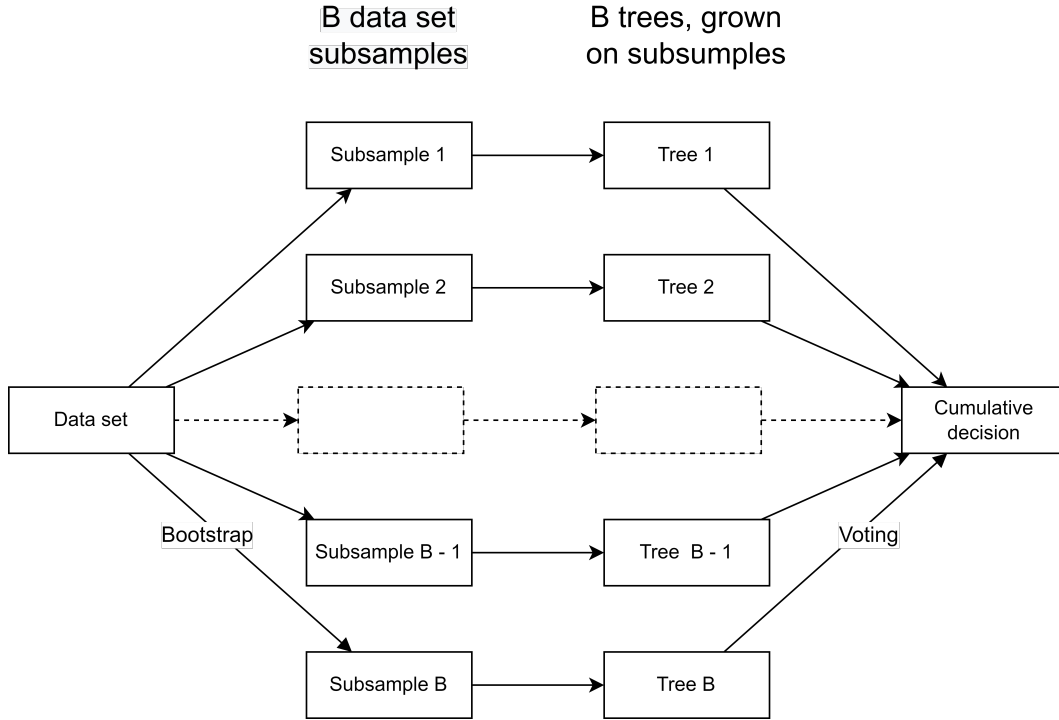 B data set
subsamples
B trees, grown
on subsumples
Subsample 1
Tree 1
Subsample 2
Tree 2
Data set
Cumulative
decision
Bootstrap
Voting
Subsample B - 1
Tree B - 1
Subsample B
Tree B